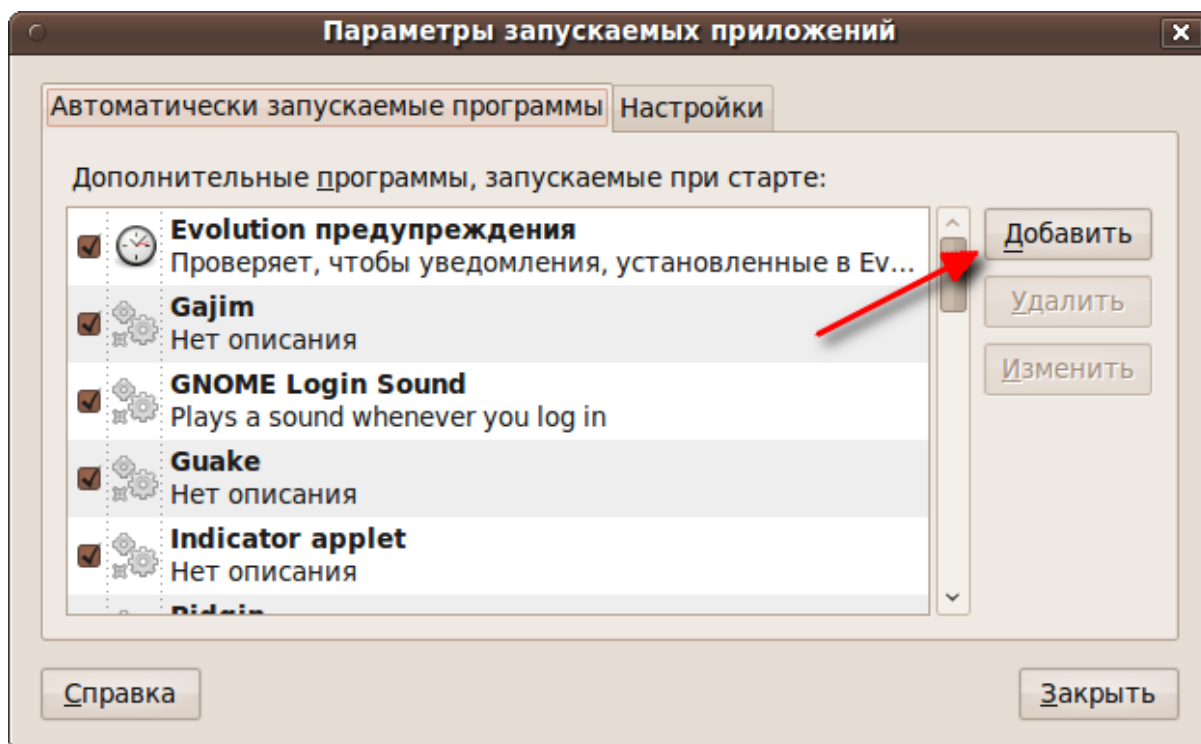 Параметры запускаемых приложений
Автоматически запускаемые программы
Настройки
Дополнительные программы, запускаемые при старте:
Evolution предупреждения
Проверяет, чтобы уведомления, установленные в Ev...
Gajim
Нет описания
GNOME Login Sound
Plays a sound whenever you log in
Guake
Нет описания
Indicator applet
Нет описания
Pidgin
Добавить
Удалить
Изменить
Справка
Закрыть